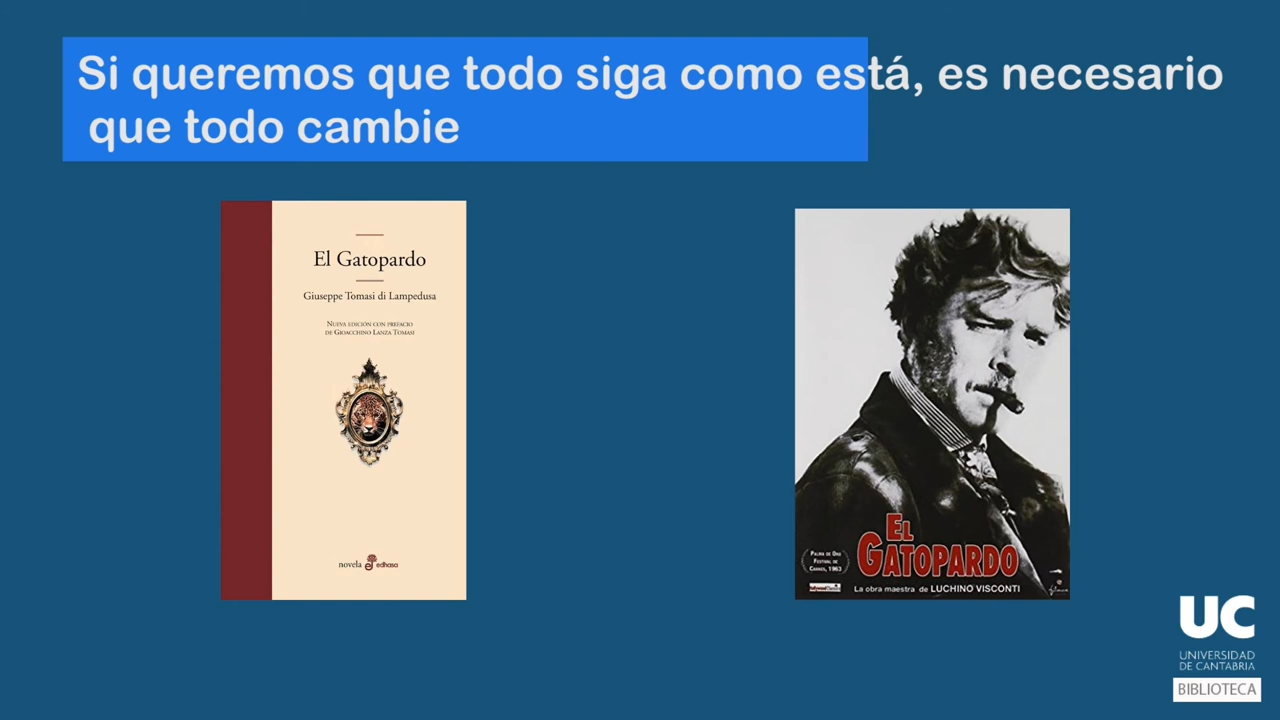 Si queremos que todo siga como está, es necesario
que todo cambie
El Gatopardo
Giuseppe Tomasi di Lampedusa
Nueva edición con prefacio
de Gioacchino Lanza Tomasi
novela edhasa
Palma de Oro
Festival de
Cannes, 1963
EL
GATOPARDO
La obra maestra de LUCHINO VISCONTI
UC
UNIVERSIDAD
DE CANTABRIA
BIBLIOTECA